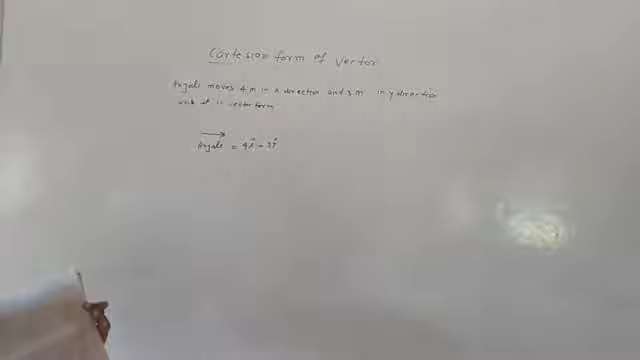 Cartesian form of vector
Anjali moves 4 m in x direction and 3 m in y direction
write it in vector form
Anjali = 4î - 3ĵ